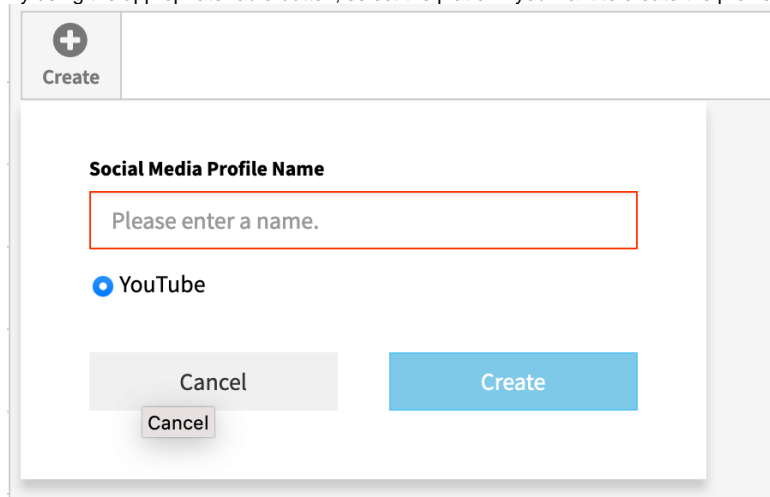 Create
Social Media Profile Name
Please enter a name.
YouTube
Cancel
Create
Cancel